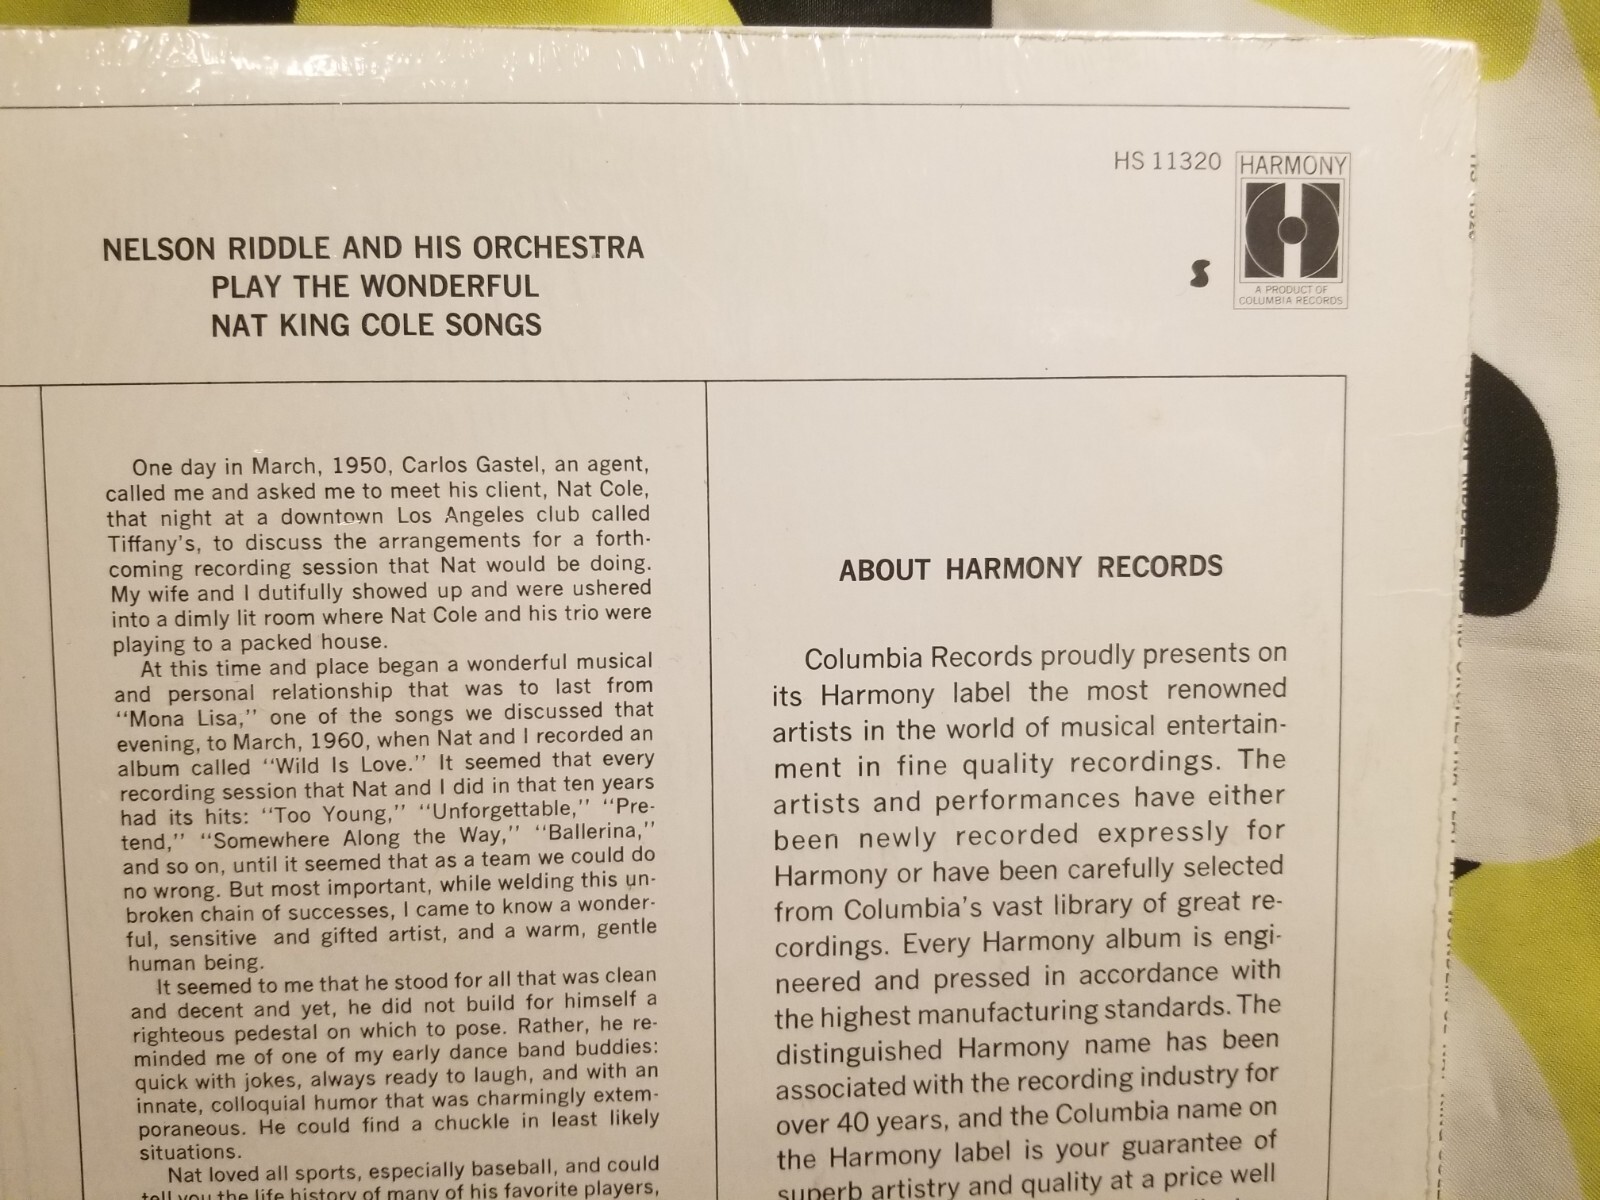 HS 11320
HARMONY
A PRODUCT OF
COLUMBIA RECORDS
S
NELSON RIDDLE AND HIS ORCHESTRA
PLAY THE WONDERFUL
NAT KING COLE SONGS
One day in March, 1950, Carlos Gastel, an agent,
called me and asked me to meet his client, Nat Cole,
that night at a downtown Los Angeles club called
Tiffany's, to discuss the arrangements for a forth-
coming recording session that Nat would be doing.
My wife and I dutifully showed up and were ushered
into a dimly lit room where Nat Cole and his trio were
playing to a packed house.
At this time and place began a wonderful musical
and personal relationship that was to last from
"Mona Lisa," one of the songs we discussed that
evening, to March, 1960, when Nat and I recorded an
album called "Wild Is Love." It seemed that every
recording session that Nat and I did in that ten years
had its hits: "Too Young," "Unforgettable," "Pre-
tend," "Somewhere Along the Way," "Ballerina,"
and so on, until it seemed that as a team we could do
no wrong. But most important, while welding this un-
broken chain of successes, I came to know a wonder-
ful, sensitive and gifted artist, and a warm, gentle
human being.
It seemed to me that he stood for all that was clean
and decent and yet, he did not build for himself a
righteous pedestal on which to pose. Rather, he re-
minded me of one of my early dance band buddies:
quick with jokes, always ready to laugh, and with an
innate, colloquial humor that was charmingly extem-
poraneous. He could find a chuckle in least likely
situations.
Nat loved all sports, especially baseball, and could
tell you the life history of many of his favorite players,
ABOUT HARMONY RECORDS
Columbia Records proudly presents on
its Harmony label the most renowned
artists in the world of musical entertain-
ment in fine quality recordings. The
artists and performances have either
been newly recorded expressly for
Harmony or have been carefully selected
from Columbia's vast library of great re-
cordings. Every Harmony album is engi-
neered and pressed in accordance with
the highest manufacturing standards. The
distinguished Harmony name has been
associated with the recording industry for
over 40 years, and the Columbia name on
the Harmony label is your guarantee of
superb artistry and quality at a price well